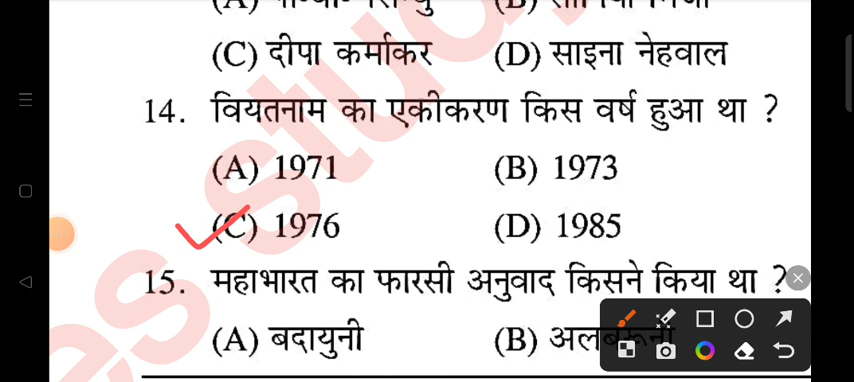 (C) दीपा कर्माकर (D) साइना नेहवाल
14. वियतनाम का एकीकरण किस वर्ष हुआ था ?
(A) 1971 (B) 1973
(C) 1976 (D) 1985
15. महाभारत का फारसी अनुवाद किसने किया था ?
(A) बदायुनी (B)